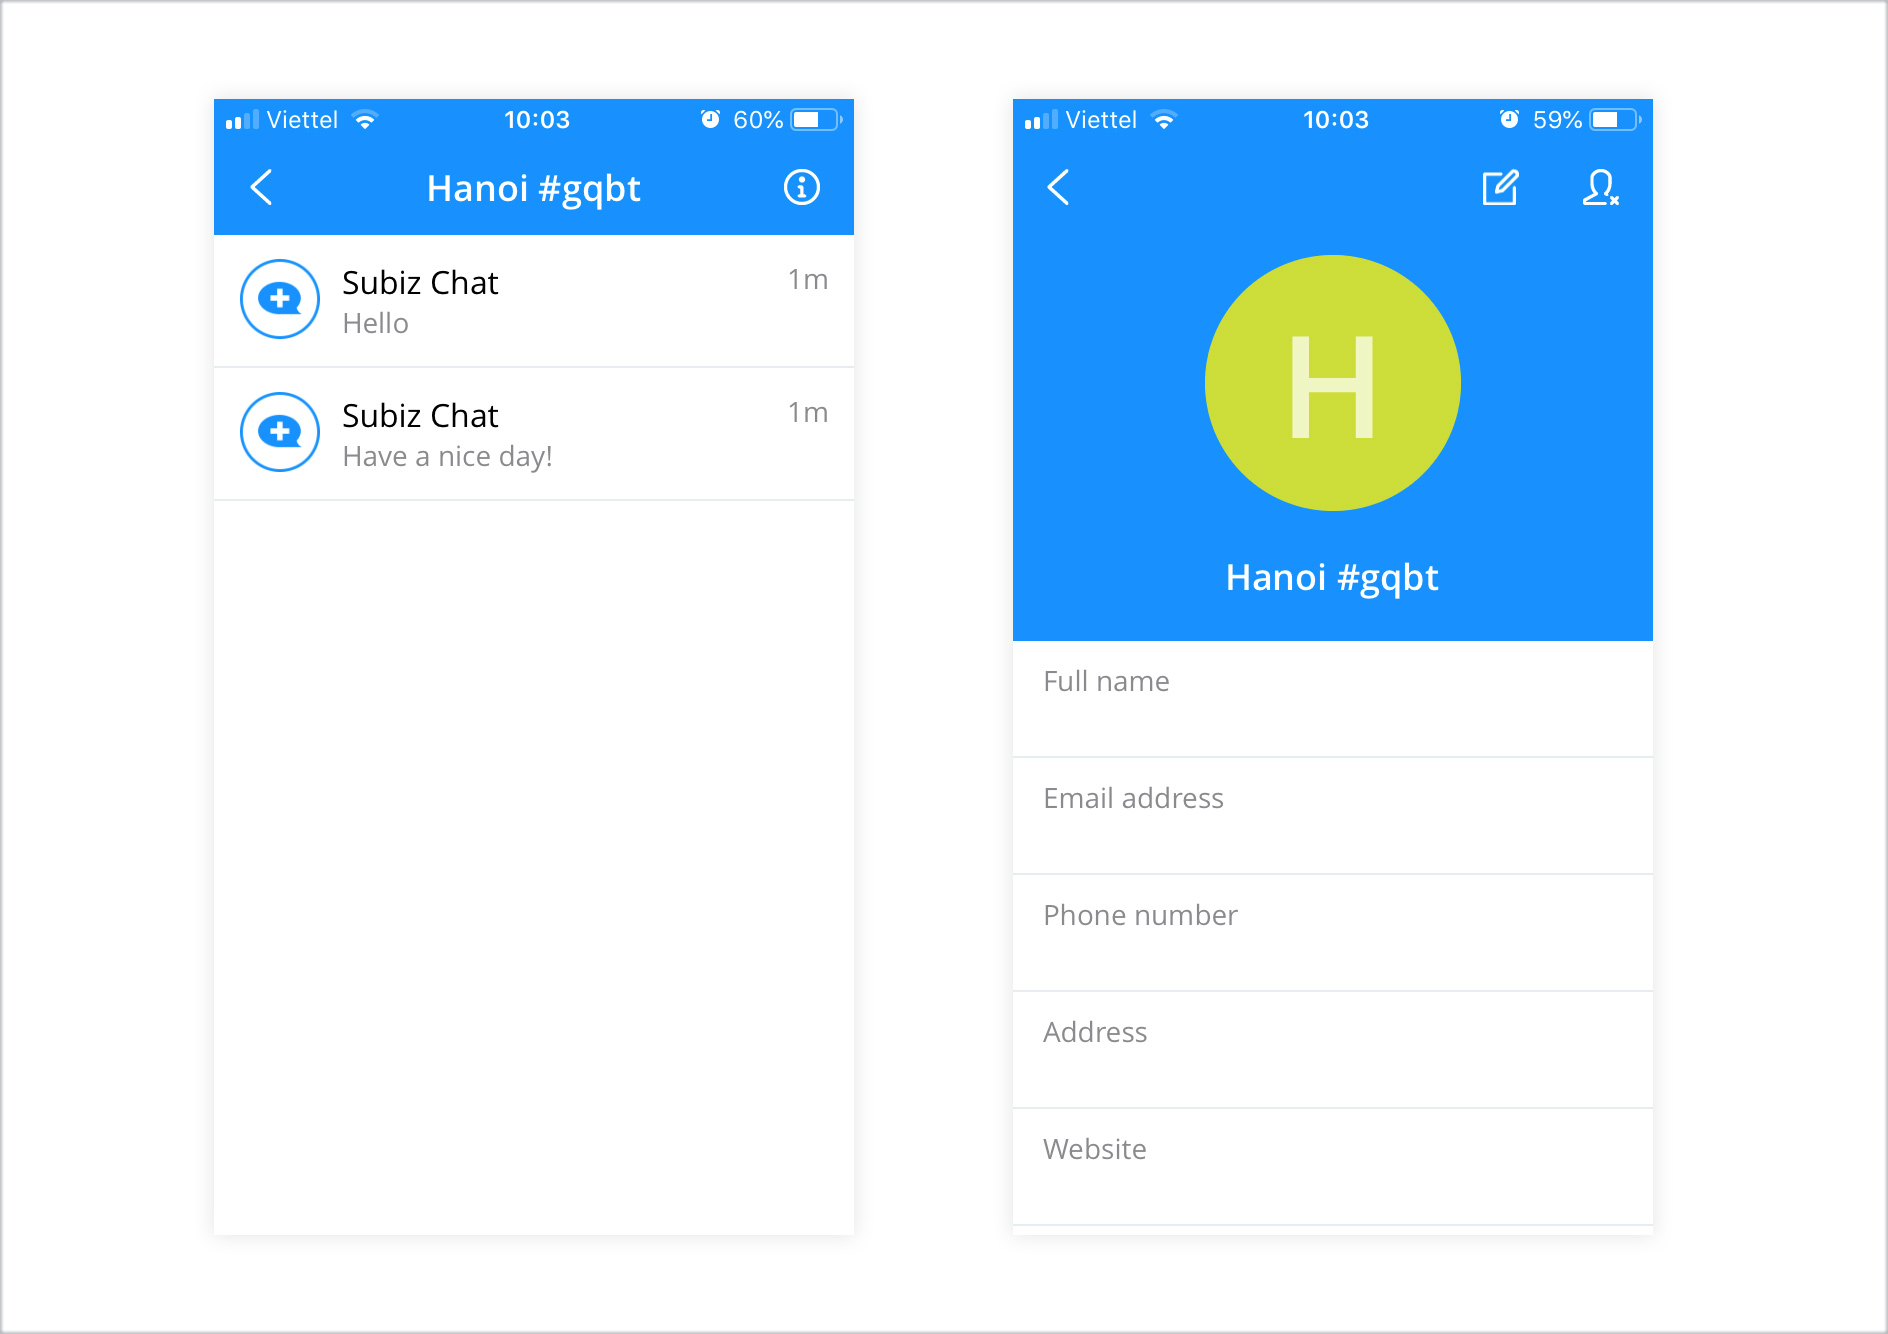 Viettel 10:03 60%
Hanoi #gqbt
Subiz Chat 1m
Hello
Subiz Chat 1m
Have a nice day!
Viettel 10:03 59%
H
Hanoi #gqbt
Full name
Email address
Phone number
Address
Website